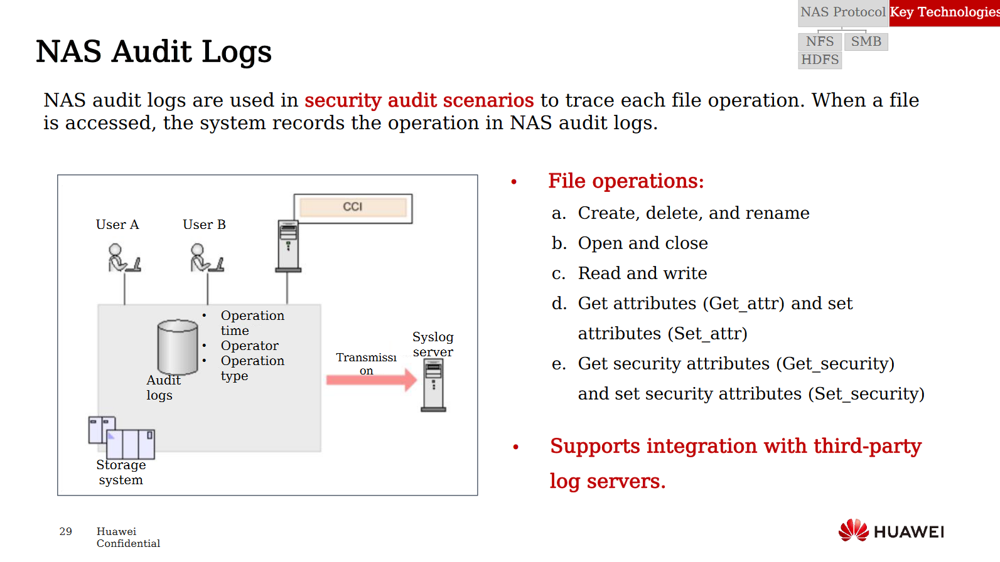 NAS Protocol
Key Technologies
NFS
SMB
HDFS
NAS Audit Logs
NAS audit logs are used in security audit scenarios to trace each file operation. When a file
is accessed, the system records the operation in NAS audit logs.
CCI
User A
User B
• Operation
time
• Operator
• Operation
type
Audit
logs
Transmissi
on
Syslog
server
Storage
system
• File operations:
a. Create, delete, and rename
b. Open and close
c. Read and write
d. Get attributes (Get_attr) and set
attributes (Set_attr)
e. Get security attributes (Get_security)
and set security attributes (Set_security)
• Supports integration with third-party
log servers.
29
Huawei
Confidential
HUAWEI